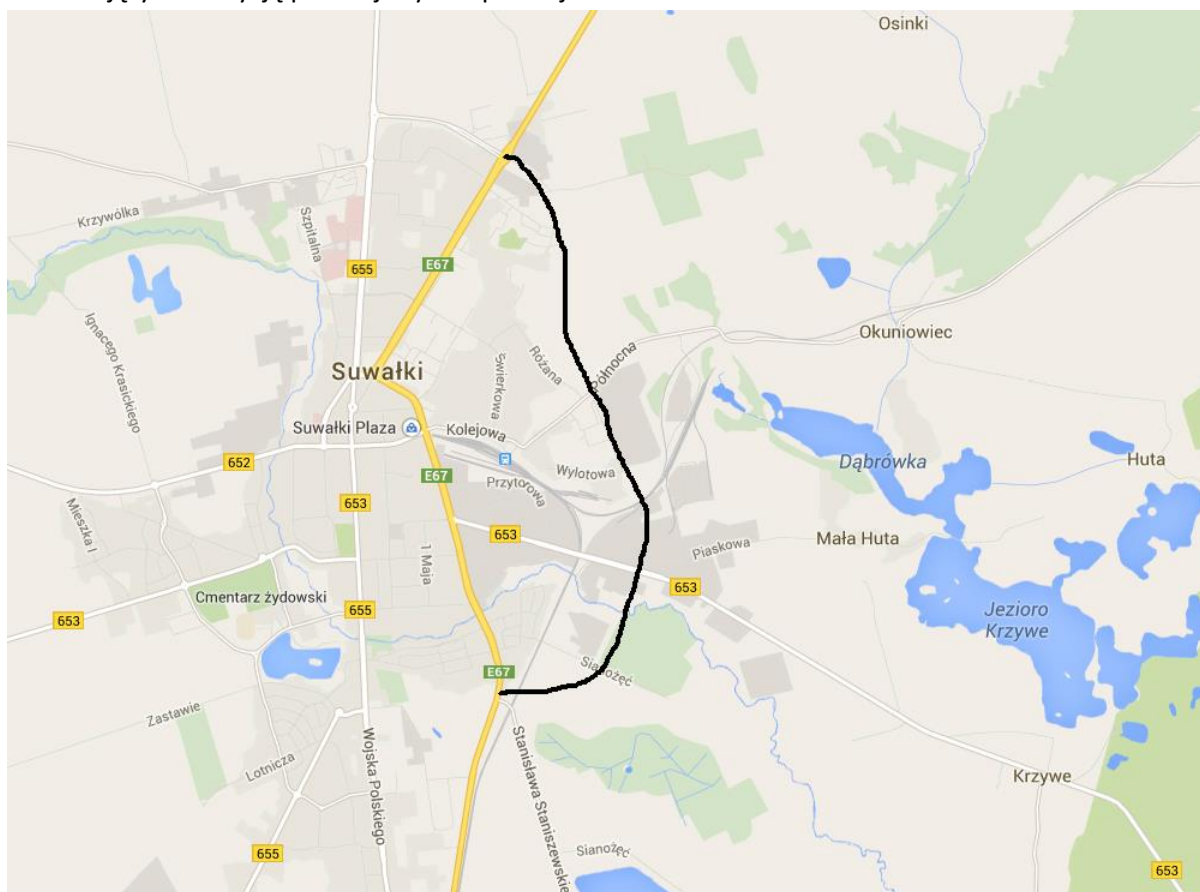 Osinki
Krzywólka
Szpitalna
655
E67
Ignacego Krasickiego
Okuniowiec
Północna
Różana
Świerkowa
Suwałki
Suwałki Plaza
Kolejowa
652
E67
Wylotowa
Przytorowa
Dąbrówka
Huta
653
Mieszka I
653
1 Maja
Piaskowa
Mała Huta
653
Cmentarz żydowski
655
653
Jezioro
Krzywe
E67
Sianożęć
Zastawie
Lotnicza
Wojska Polskiego
Stanisława Staniszewskie
Krzywe
655
Sianożęć
653